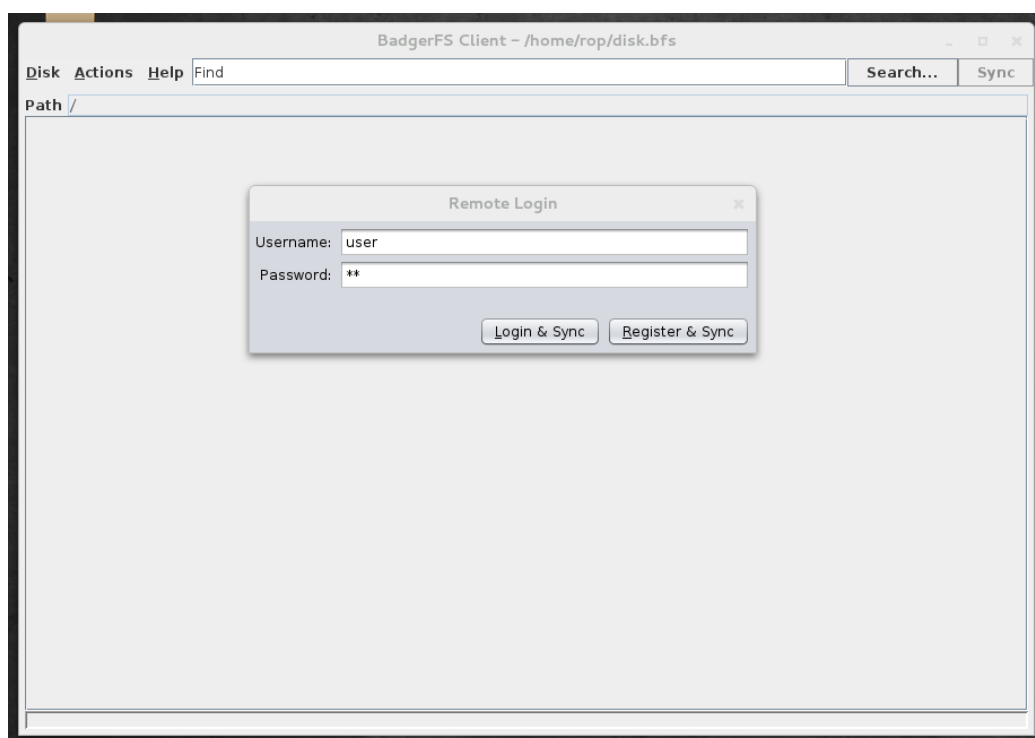 BadgerFS Client – /home/rop/disk.bfs
Disk Actions Help Find Search... Sync
Path /
Remote Login
Username: user
Password: **
Login & Sync Register & Sync